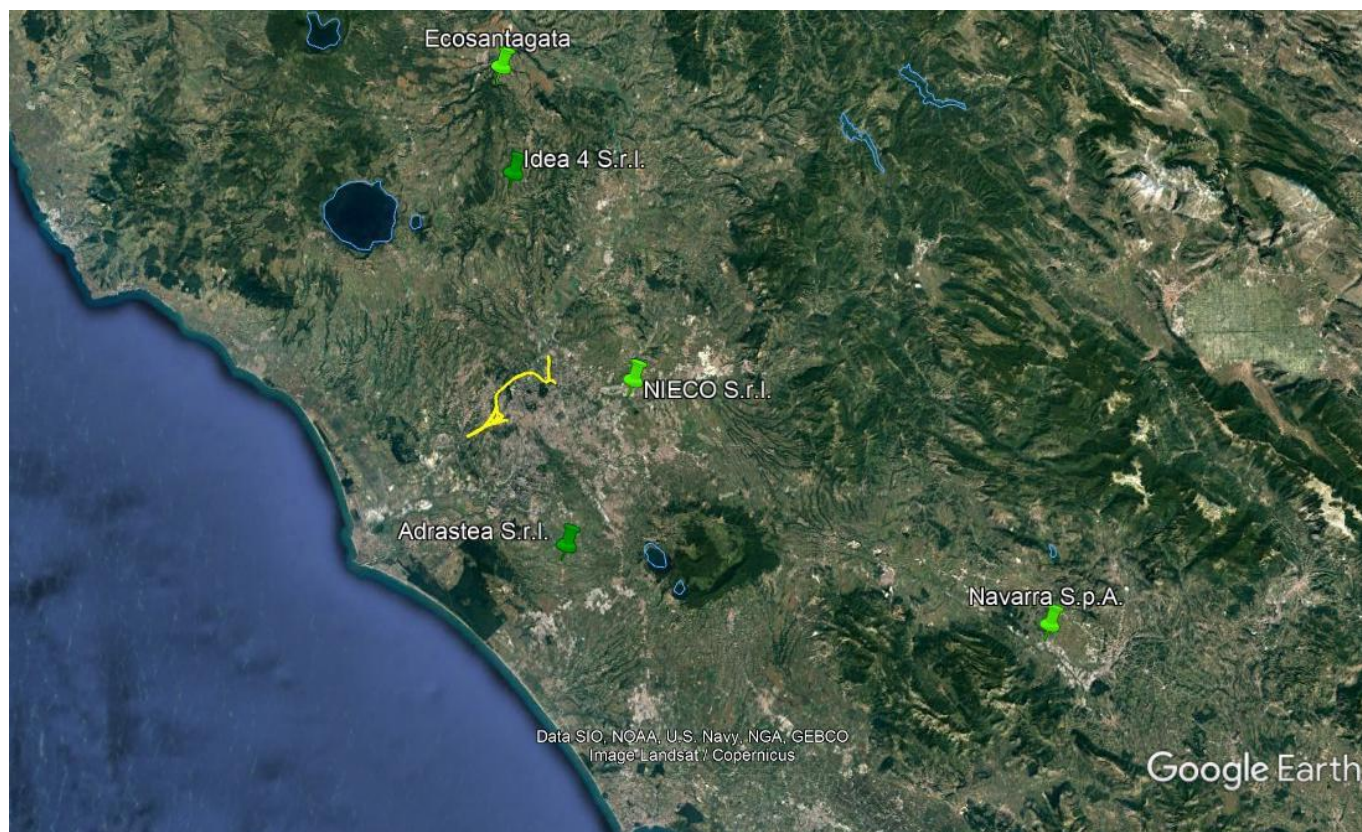 Ecosantagata
Idea 4 S.r.l.
NIECO S.r.l.
Adrastea S.r.l.
Navarra S.p.A.
Data SIO, NOAA, U.S. Navy, NGA, GEBCO
Image Landsat / Copernicus
Google Earth